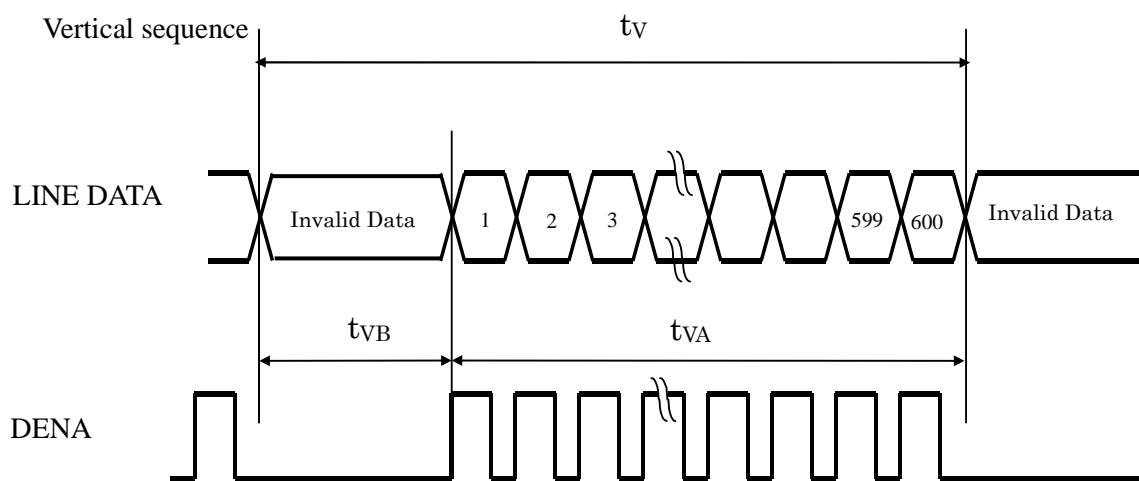 Vertical sequence
tV
LINE DATA
Invalid Data
1
2
3
599
600
Invalid Data
tVB
tVA
DENA